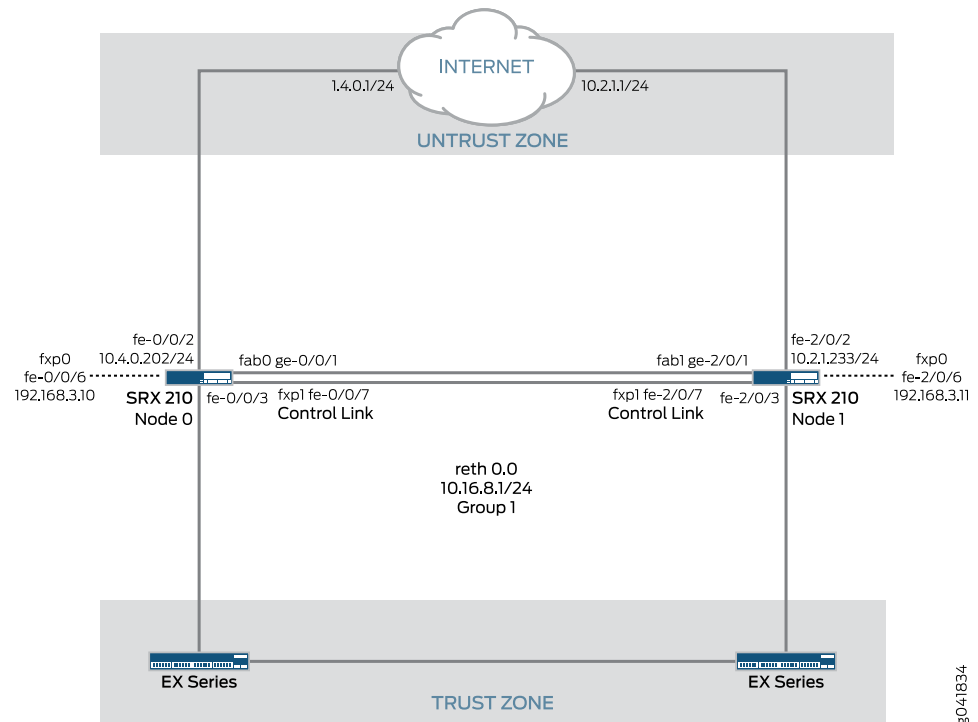 INTERNET
1.4.0.1/24
10.2.1.1/24
UNTRUST ZONE
fe-0/0/2
10.4.0.202/24
fxp0
fe-0/0/6
192.168.3.10
SRX 210
Node 0
fab0 ge-0/0/1
fe-0/0/3
fxp1 fe-0/0/7
Control Link
fab1 ge-2/0/1
fxp1 fe-2/0/7
Control Link
fe-2/0/3
fe-2/0/2
10.2.1.233/24
fxp0
fe-2/0/6
192.168.3.11
SRX 210
Node 1
reth 0.0
10.16.8.1/24
Group 1
EX Series
EX Series
TRUST ZONE
g041834